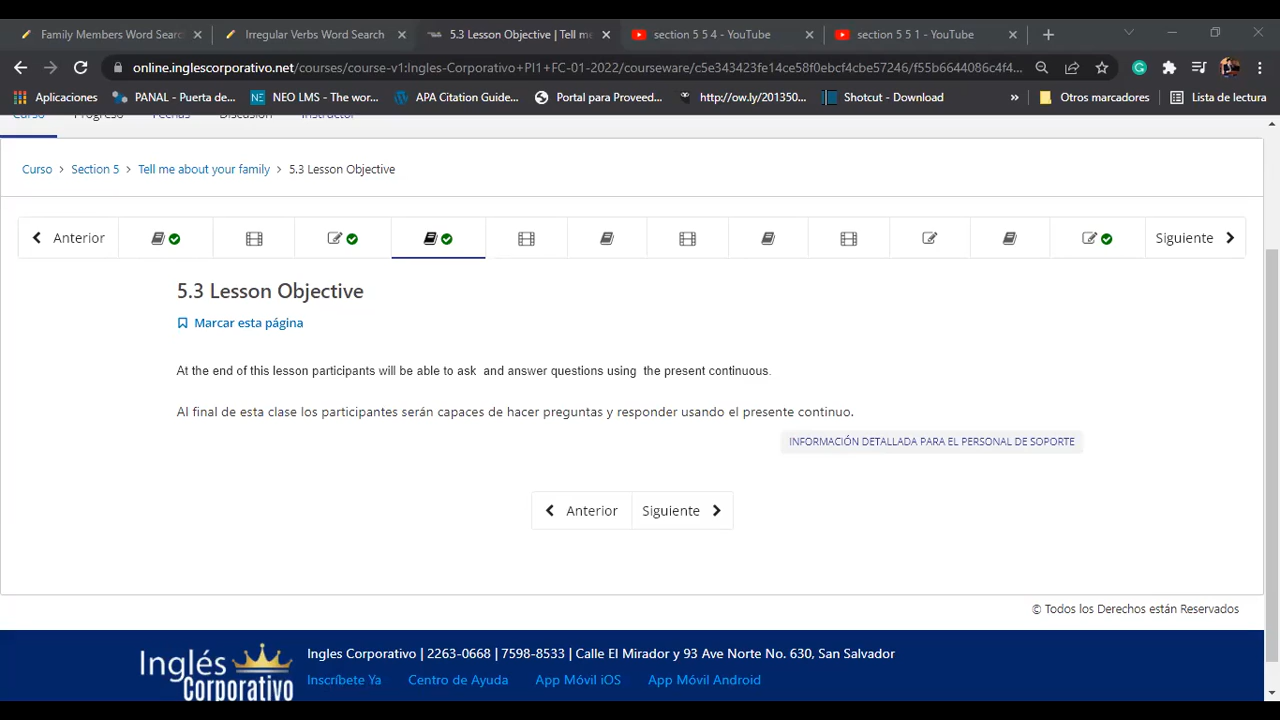 Family Members Word Searc
Irregular Verbs Word Search
5.3 Lesson Objective | Tell me
section 5 5 4 - YouTube
section 5 5 1 - YouTube
online.inglescorporativo.net/courses/course-v1:Ingles-Corporativo+PI1+FC-01-2022/courseware/c5e343423fe14ce58f0ebcf4cbe57246/f55b6644086c4f4...
Aplicaciones
PANAL - Puerta de...
NEO LMS - The wor...
APA Citation Guide...
Portal para Proveed...
http://ow.ly/201350...
Shotcut - Download
»
Otros marcadores
Lista de lectura
Curso Progreso Fechas Discusión Instructor
Curso > Section 5 > Tell me about your family > 5.3 Lesson Objective
Anterior
Siguiente
5.3 Lesson Objective
Marcar esta página
At the end of this lesson participants will be able to ask and answer questions using the present continuous.
Al final de esta clase los participantes serán capaces de hacer preguntas y responder usando el presente continuo.
INFORMACIÓN DETALLADA PARA EL PERSONAL DE SOPORTE
Anterior
Siguiente
© Todos los Derechos están Reservados
Inglés
Corporativo
Ingles Corporativo | 2263-0668 | 7598-8533 | Calle El Mirador y 93 Ave Norte No. 630, San Salvador
Inscríbete Ya Centro de Ayuda App Móvil iOS App Móvil Android